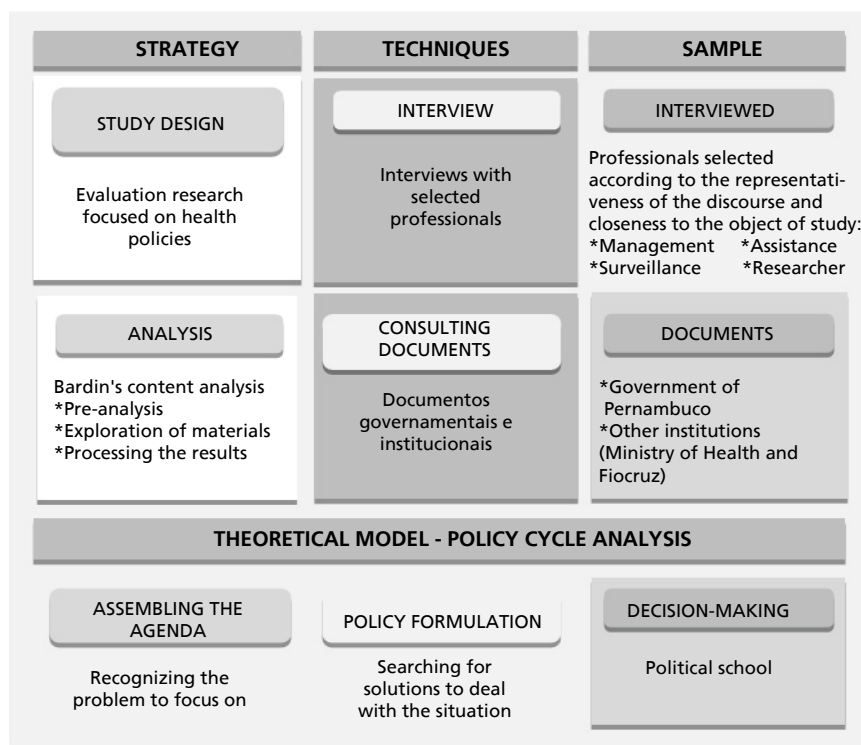 STRATEGY
TECHNIQUES
SAMPLE
STUDY DESIGN
Evaluation research
focused on health
policies
INTERVIEW
Interviews with
selected
professionals
INTERVIEWED
Professionals selected
according to the representati-
veness of the discourse and
closeness to the object of study:
*Management *Assistance
*Surveillance *Researcher
ANALYSIS
Bardin's content analysis
*Pre-analysis
*Exploration of materials
*Processing the results
CONSULTING
DOCUMENTS
Documentos
governamentais e
institucionais
DOCUMENTS
*Government of
Pernambuco
*Other institutions
(Ministry of Health and
Fiocruz)
THEORETICAL MODEL - POLICY CYCLE ANALYSIS
ASSEMBLING THE
AGENDA
Recognizing the
problem to focus on
POLICY FORMULATION
Searching for
solutions to deal
with the situation
DECISION-MAKING
Political school